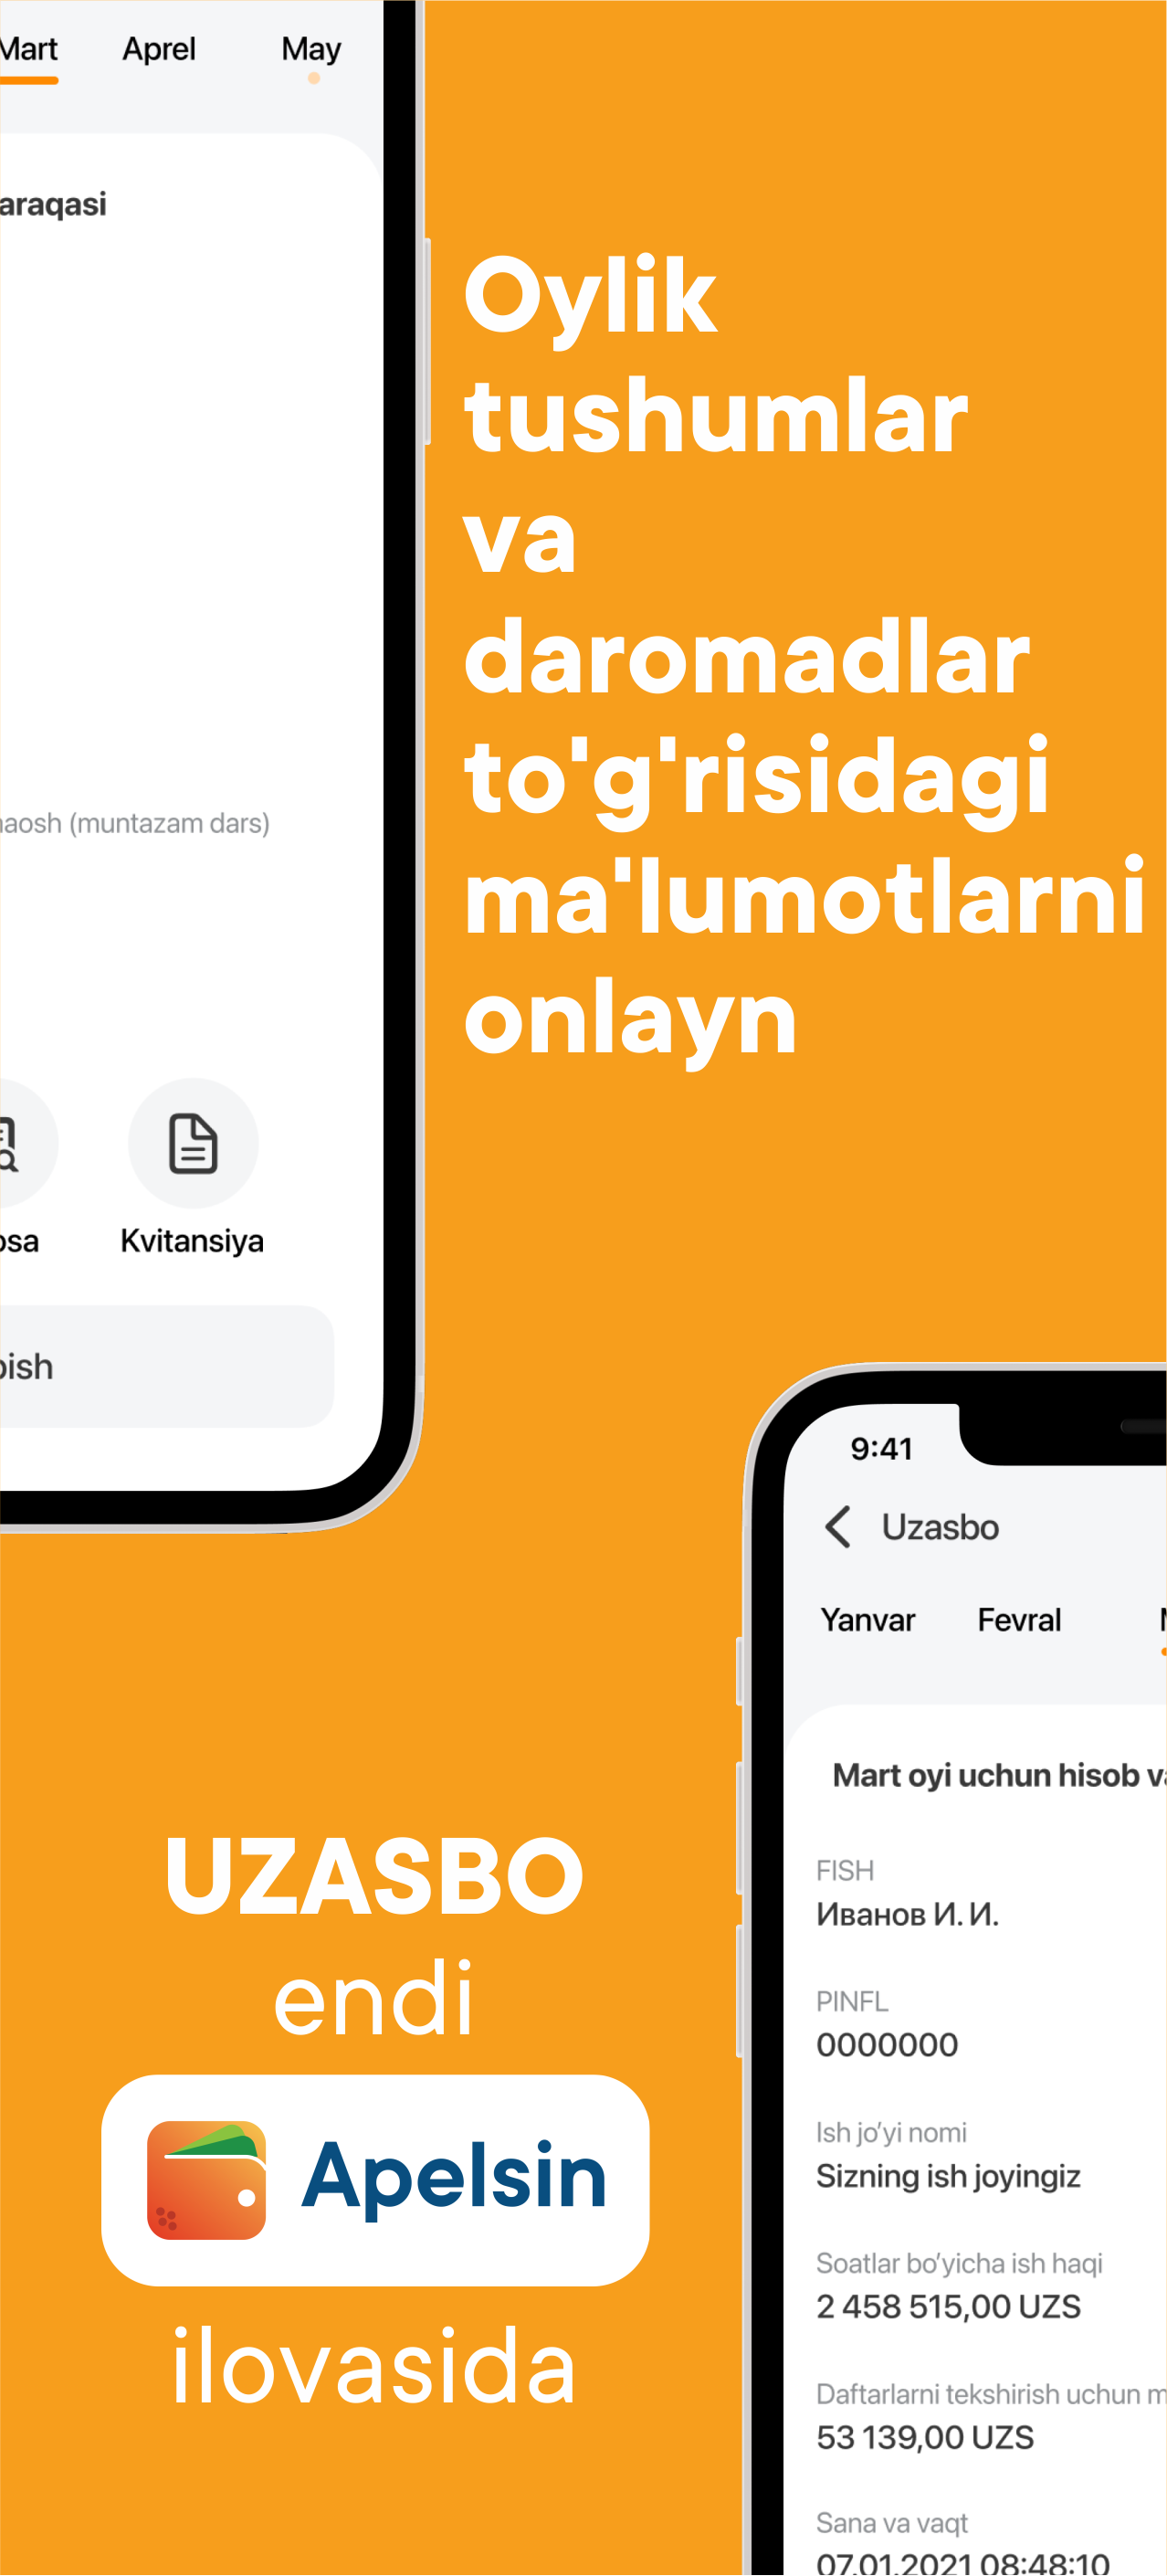 Mart Aprel May
araqasi
Oylik
tushumlar
va
daromadlar
to'g'risidagi
ma'lumotlarni
onlayn
(muntazam dars)
Kvitansiya
9:41
Uzasbo
Yanvar Fevral
Mart oyi uchun hisob
FISH
Иванов И. И.
PINFL
0000000
Ish jo'yi nomi
Sizning ish joyingiz
Soatlar bo'yicha ish haqi
2 458 515,00 UZS
Daftarlarni tekshirish uchun
53 139,00 UZS
Sana va vaqt
07.01.2021 08:48:10
UZASBO
endi
Apelsin
ilovasida